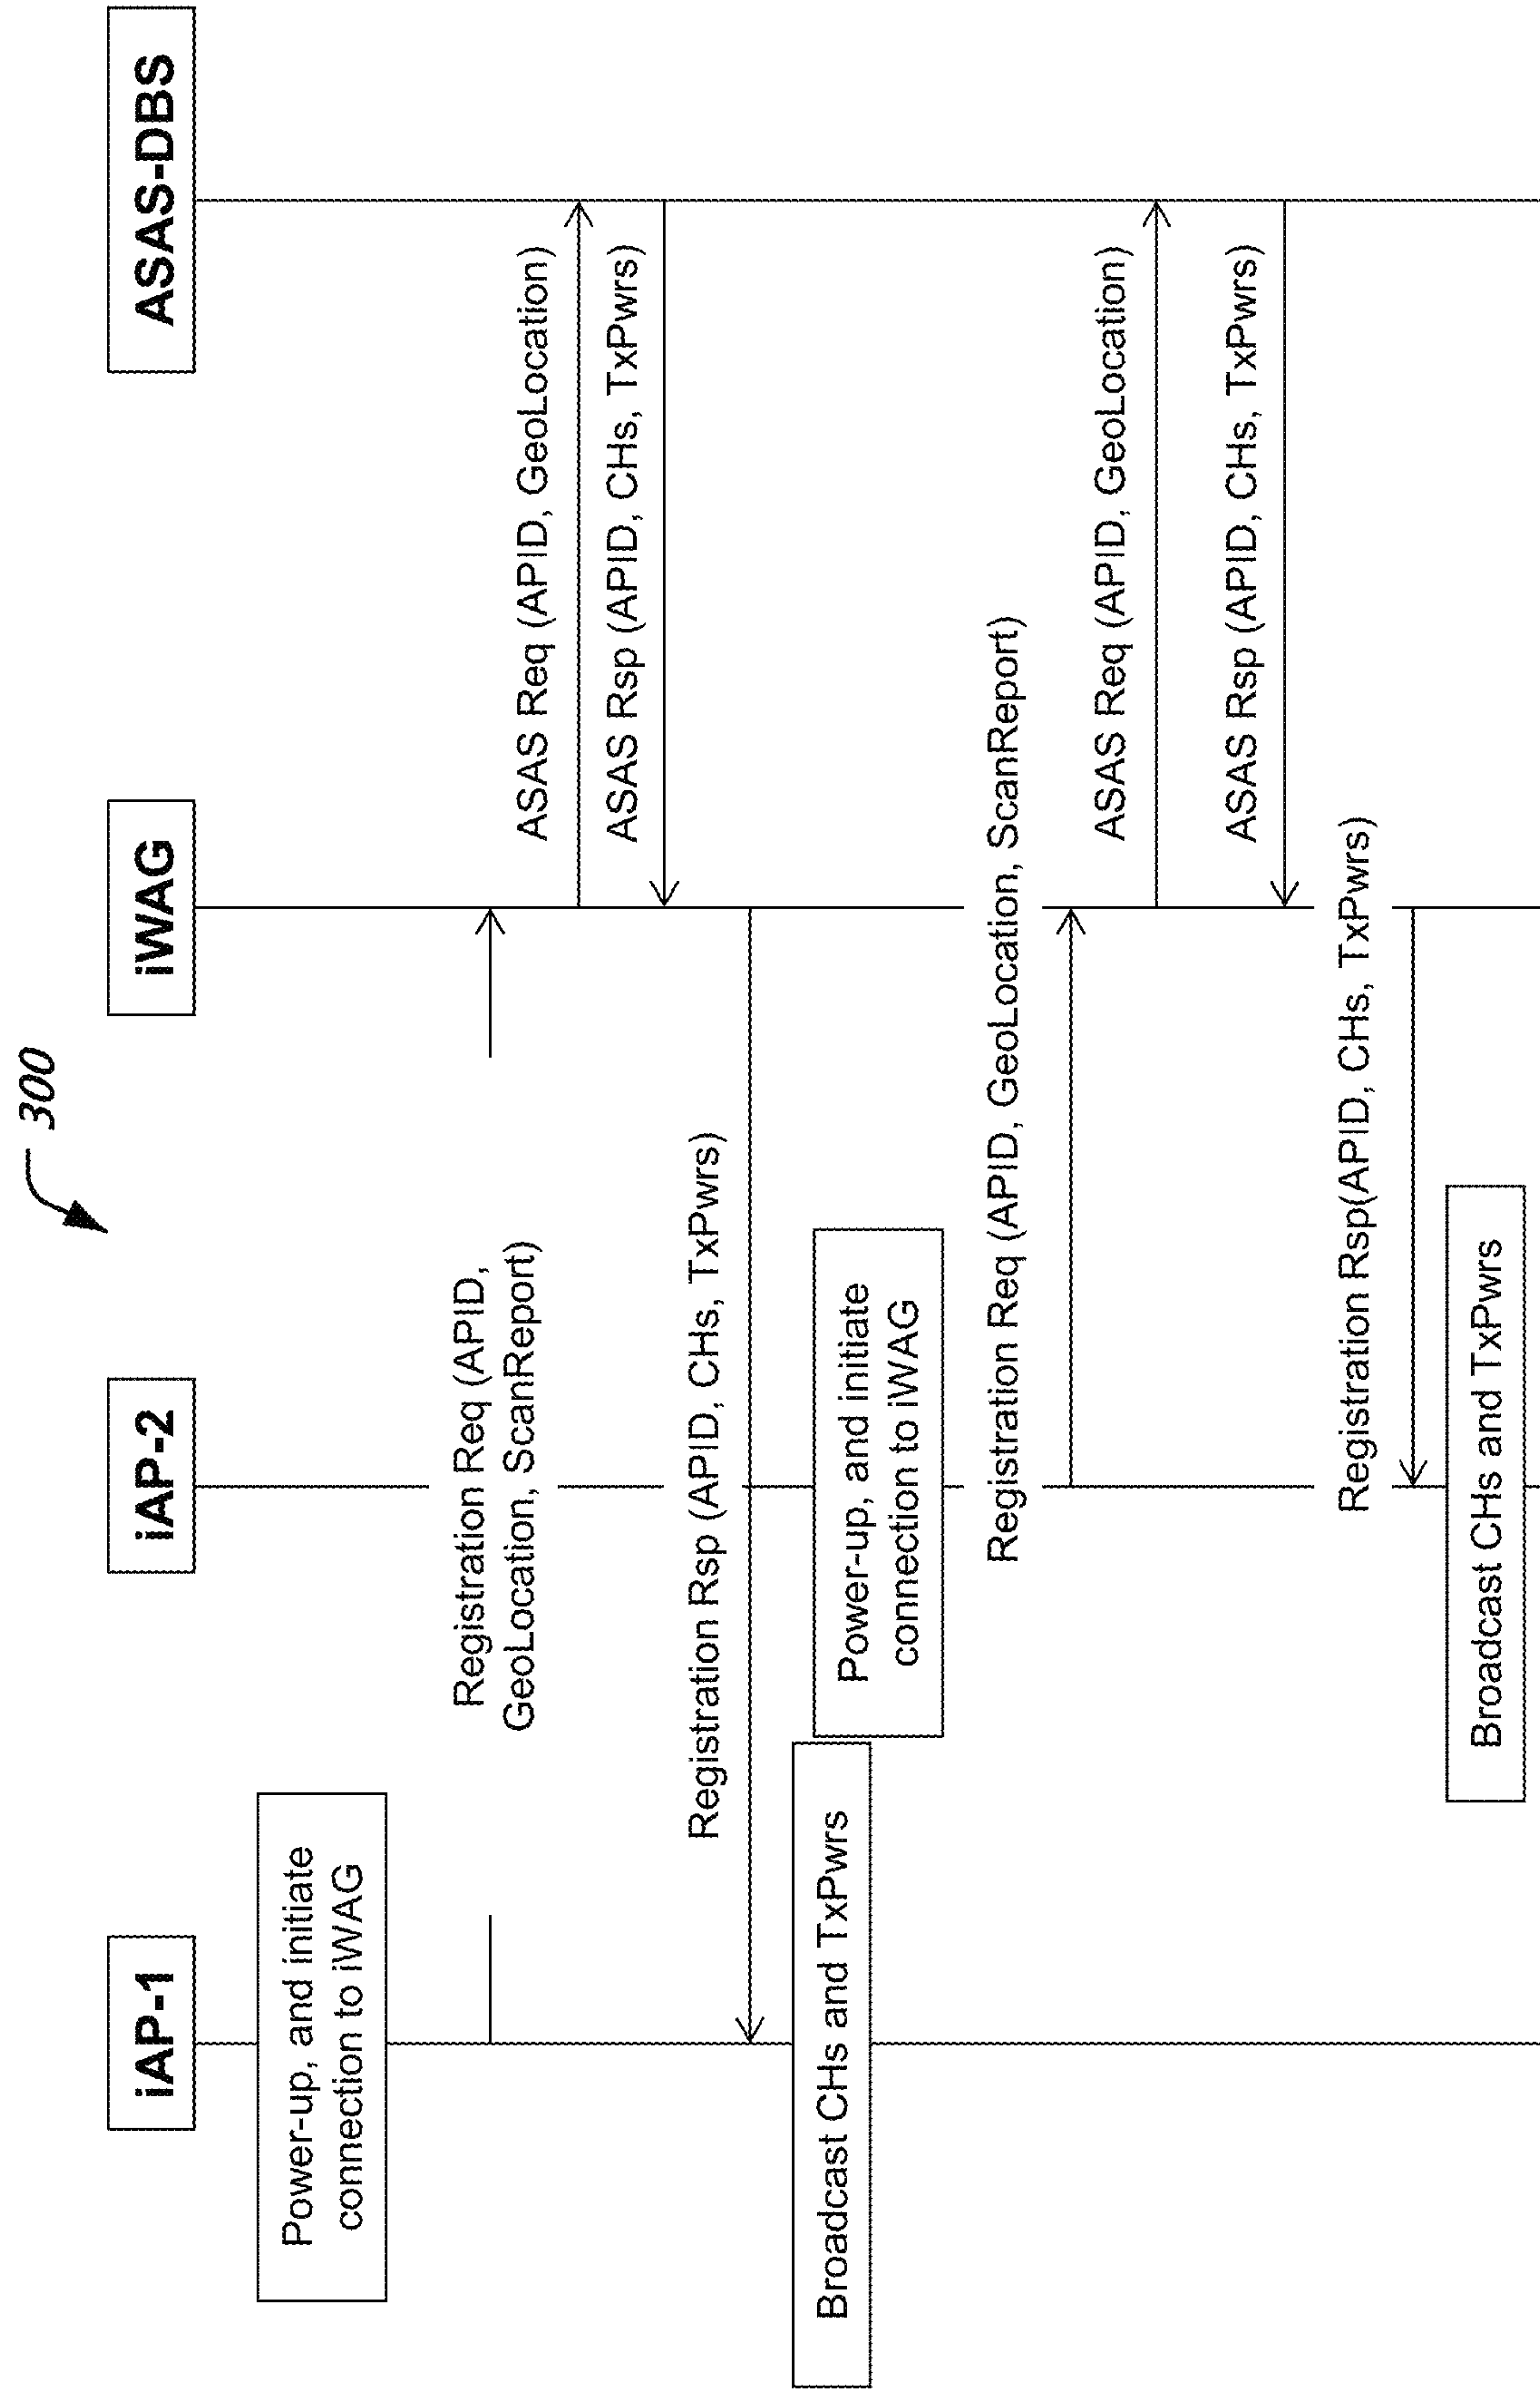 300
iAP-1
iAP-2
iWAG
ASAS-DBS
Power-up, and initiate
connection to iWAG
Registration Req (APID,
GeoLocation, ScanReport)
ASAS Req (APID, GeoLocation)
ASAS Rsp (APID, CHs, TxPwrs)
Registration Rsp (APID, CHs, TxPwrs)
Broadcast CHs and TxPwrs
Power-up, and initiate
connection to iWAG
Registration Req (APID, GeoLocation, ScanReport)
ASAS Req (APID, GeoLocation)
ASAS Rsp (APID, CHs, TxPwrs)
Registration Rsp(APID, CHs, TxPwrs)
Broadcast CHs and TxPwrs